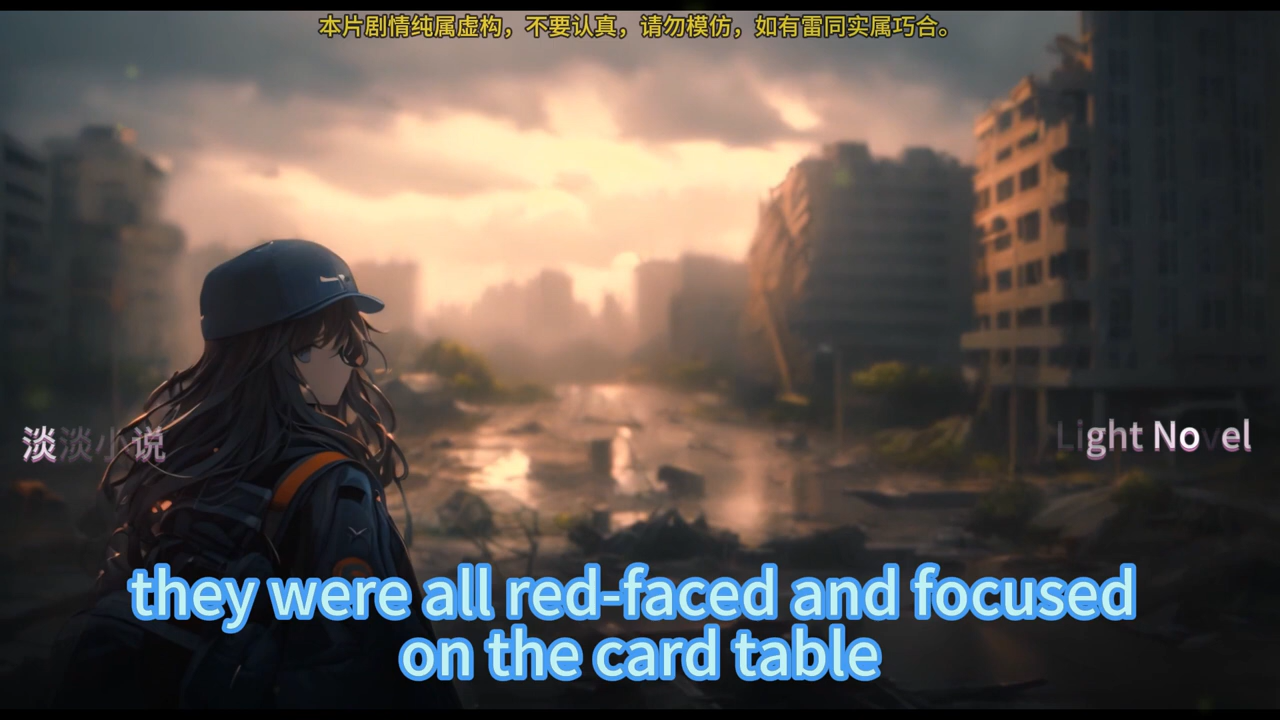 本片剧情纯属虚构，不要认真，请勿模仿，如有雷同实属巧合。
淡淡小说
Light Novel
they were all red-faced and focused
on the card table